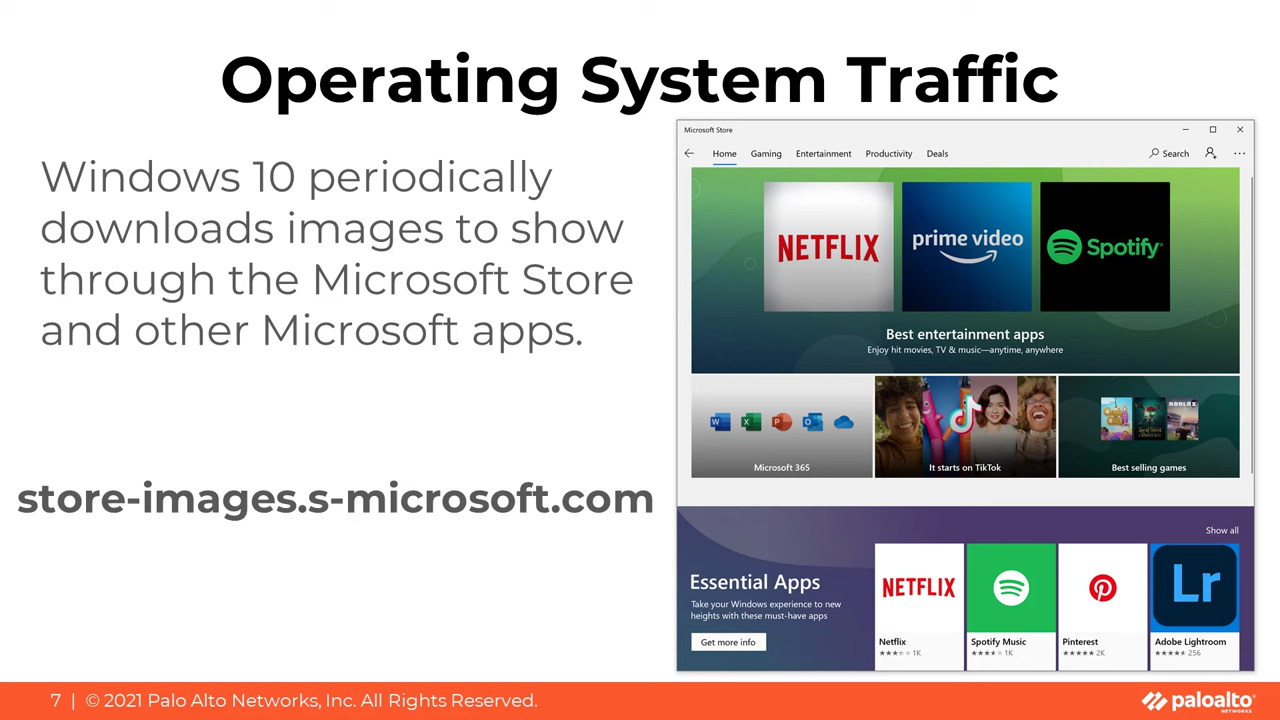 Operating System Traffic
Windows 10 periodically
downloads images to show
through the Microsoft Store
and other Microsoft apps.
store-images.s-microsoft.com
Microsoft Store
Home Gaming Entertainment Productivity Deals Search
NETFLIX prime video Spotify
Best entertainment apps
Enjoy hit movies, TV & music—anytime, anywhere
Microsoft 365 It starts on TikTok Best selling games
ROBLOX
Show all
Essential Apps
Take your Windows experience to new
heights with these must-have apps
Get more info
NETFLIX Lr
Netflix Spotify Music Pinterest Adobe Lightroom
1K 1K 2K 256
7 | © 2021 Palo Alto Networks, Inc. All Rights Reserved.
paloalto
NETWORKS